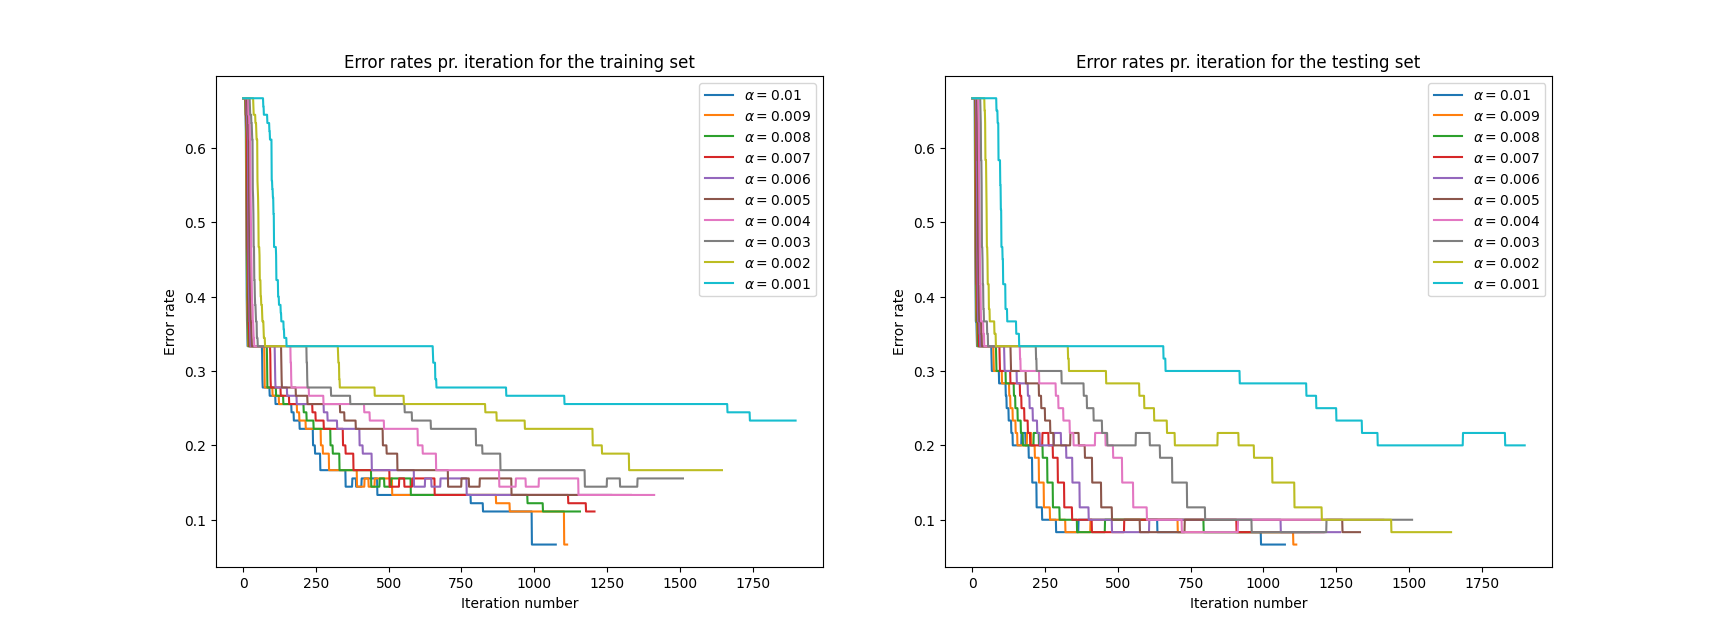 Error rates pr. iteration for the training set
Error rate
0.6
0.5
0.4
0.3
0.2
0.1
0 250 500 750 1000 1250 1500 1750
Iteration number
α = 0.01
α = 0.009
α = 0.008
α = 0.007
α = 0.006
α = 0.005
α = 0.004
α = 0.003
α = 0.002
α = 0.001
Error rates pr. iteration for the testing set
Error rate
0.6
0.5
0.4
0.3
0.2
0.1
0 250 500 750 1000 1250 1500 1750
Iteration number
α = 0.01
α = 0.009
α = 0.008
α = 0.007
α = 0.006
α = 0.005
α = 0.004
α = 0.003
α = 0.002
α = 0.001